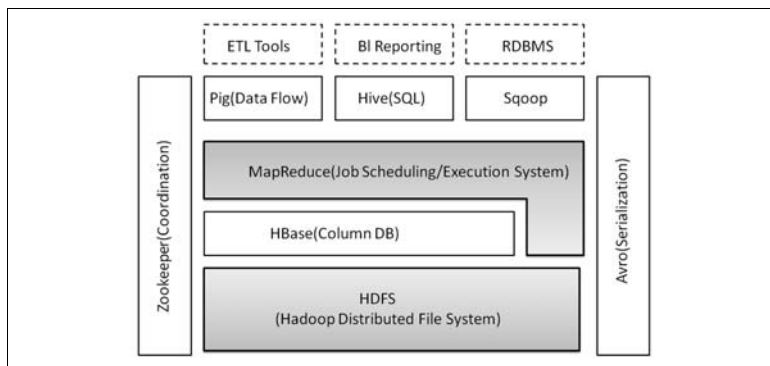 ETL Tools
BI Reporting
RDBMS
Pig(Data Flow)
Hive(SQL)
Sqoop
MapReduce(Job Scheduling/Execution System)
HBase(Column DB)
HDFS
(Hadoop Distributed File System)
Zookeeper(Coordination)
Avro(Serialization)